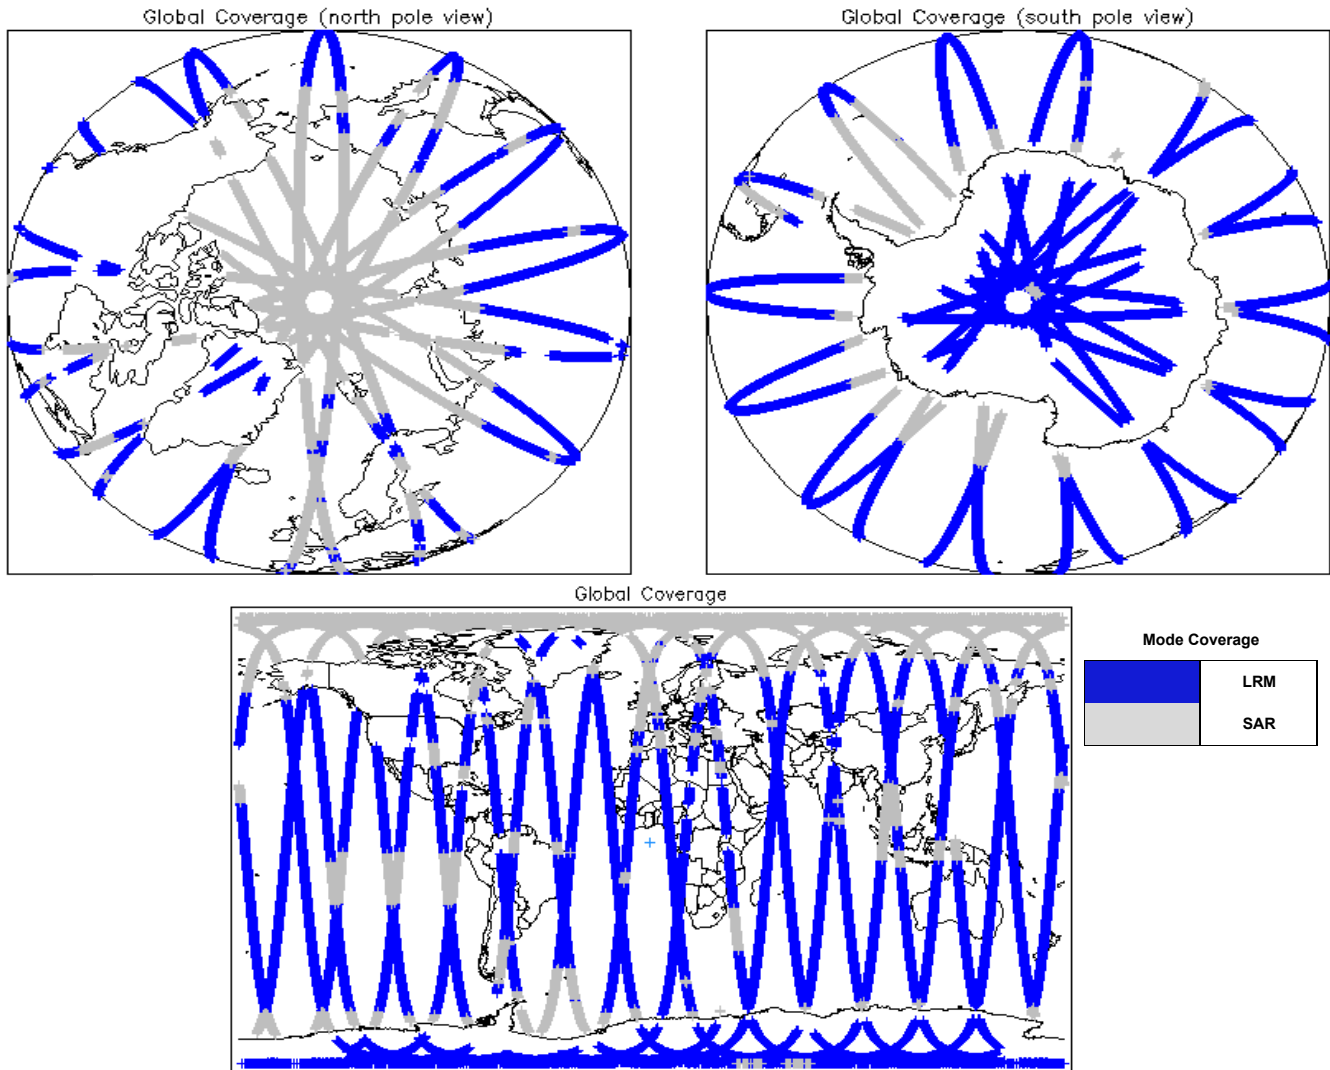 Global Coverage (north pole view)
Global Coverage (south pole view)
Global Coverage
Mode Coverage
LRM
SAR